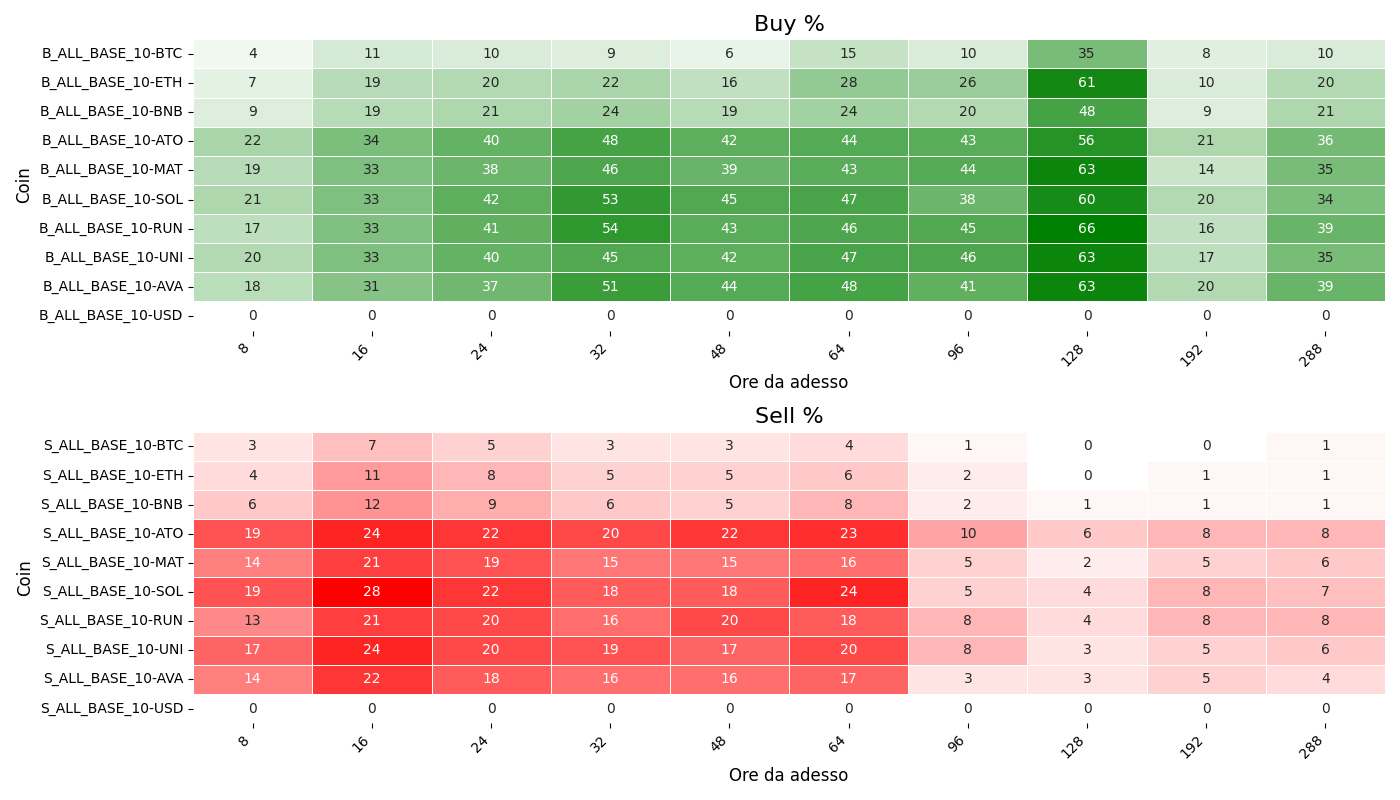 Buy %
Coin
B_ALL_BASE_10-BTC 4 11 10 9 6 15 10 35 8 10
B_ALL_BASE_10-ETH 7 19 20 22 16 28 26 61 10 20
B_ALL_BASE_10-BNB 9 19 21 24 19 24 20 48 9 21
B_ALL_BASE_10-ATO 22 34 40 48 42 44 43 56 21 36
B_ALL_BASE_10-MAT 19 33 38 46 39 43 44 63 14 35
B_ALL_BASE_10-SOL 21 33 42 53 45 47 38 60 20 34
B_ALL_BASE_10-RUN 17 33 41 54 43 46 45 66 16 39
B_ALL_BASE_10-UNI 20 33 40 45 42 47 46 63 17 35
B_ALL_BASE_10-AVA 18 31 37 51 44 48 41 63 20 39
B_ALL_BASE_10-USD 0 0 0 0 0 0 0 0 0 0
8 16 24 32 48 64 96 128 192 288
Ore da adesso
Sell %
Coin
S_ALL_BASE_10-BTC 3 7 5 3 3 4 1 0 0 1
S_ALL_BASE_10-ETH 4 11 8 5 5 6 2 0 1 1
S_ALL_BASE_10-BNB 6 12 9 6 5 8 2 1 1 1
S_ALL_BASE_10-ATO 19 24 22 20 22 23 10 6 8 8
S_ALL_BASE_10-MAT 14 21 19 15 15 16 5 2 5 6
S_ALL_BASE_10-SOL 19 28 22 18 18 24 5 4 8 7
S_ALL_BASE_10-RUN 13 21 20 16 20 18 8 4 8 8
S_ALL_BASE_10-UNI 17 24 20 19 17 20 8 3 5 6
S_ALL_BASE_10-AVA 14 22 18 16 16 17 3 3 5 4
S_ALL_BASE_10-USD 0 0 0 0 0 0 0 0 0 0
8 16 24 32 48 64 96 128 192 288
Ore da adesso